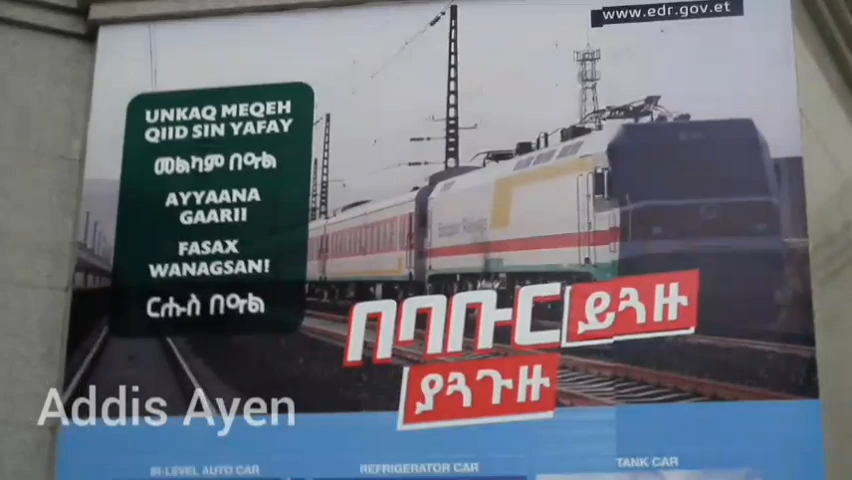 www.edr.gov.et
UNKAQ MEQEH
QIID SIN YAFAY
መልካም በዓል
AYYAANA
GAARII
FASAX
WANAGSAN!
ርሑስ በዓል
በባቡር ይጓዙ
ያጓጉዙ
Addis Ayen
BI-LEVEL AUTO CAR
REFRIGERATOR CAR
TANK CAR